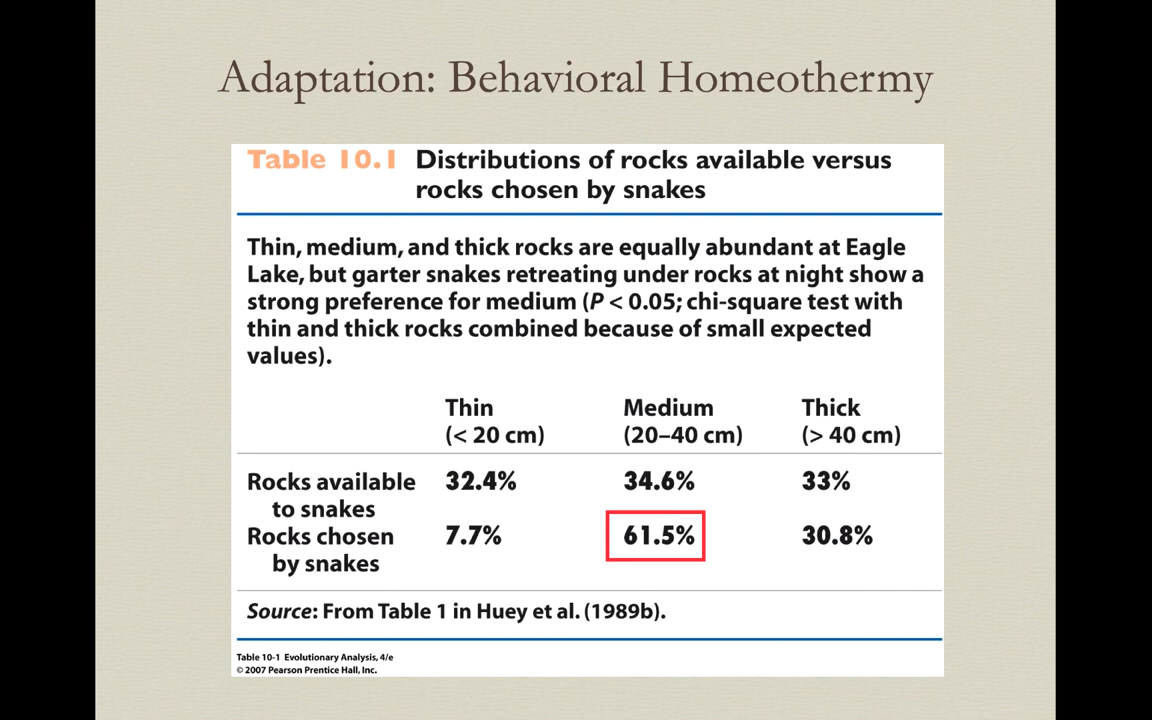 Adaptation: Behavioral Homeothermy
Table 10.1 Distributions of rocks available versus
rocks chosen by snakes
Thin, medium, and thick rocks are equally abundant at Eagle
Lake, but garter snakes retreating under rocks at night show a
strong preference for medium (P < 0.05; chi-square test with
thin and thick rocks combined because of small expected
values).
Thin Medium Thick
(< 20 cm) (20–40 cm) (> 40 cm)
Rocks available 32.4% 34.6% 33%
to snakes
Rocks chosen 7.7% 61.5% 30.8%
by snakes
Source: From Table 1 in Huey et al. (1989b).
Table 10-1 Evolutionary Analysis, 4/e
© 2007 Pearson Prentice Hall, Inc.